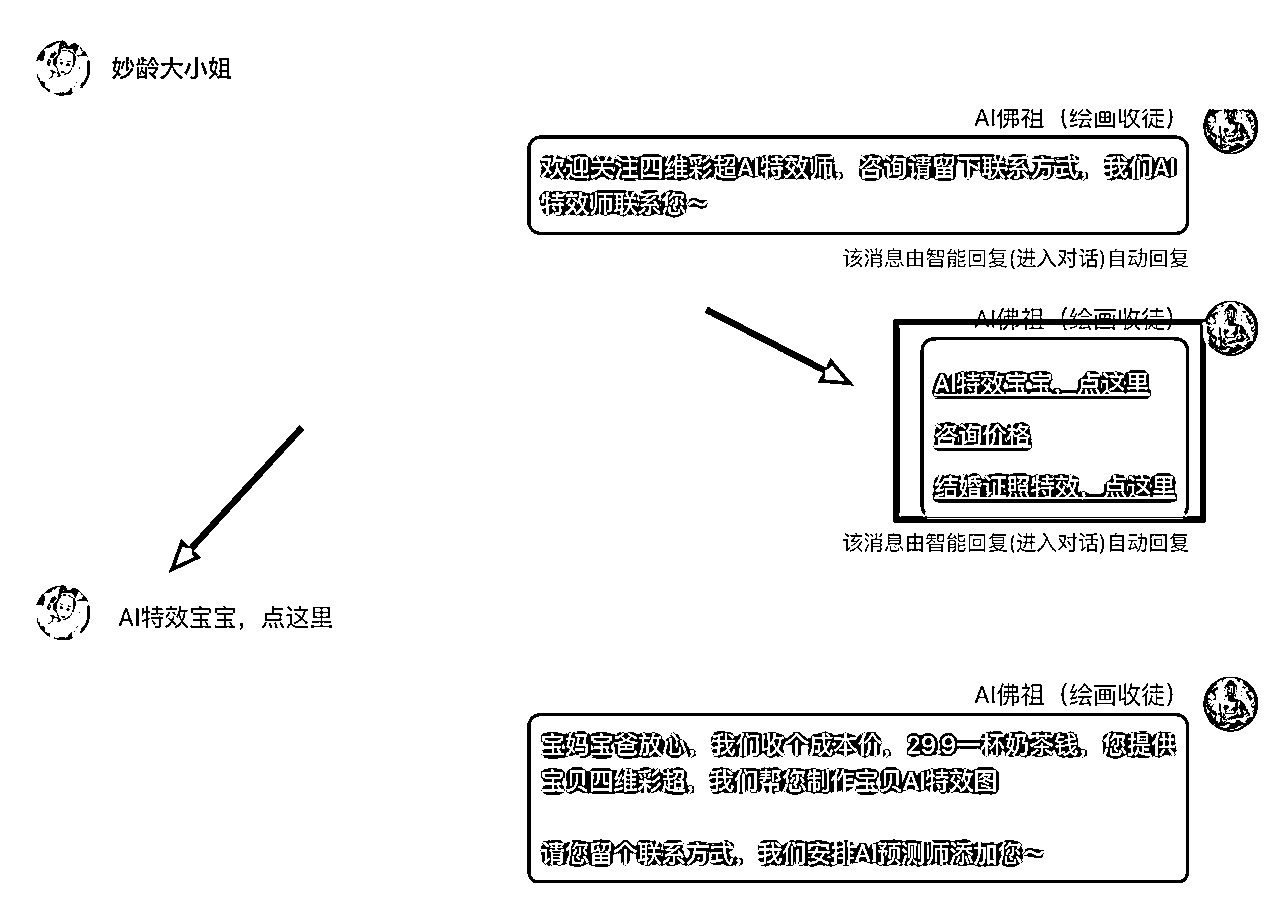 妙龄大小姐
AI佛祖（绘画收徒）
欢迎关注四维彩超AI特效师，咨询请留下联系方式，我们AI
特效师联系您～
该消息由智能回复(进入对话)自动回复
AI佛祖（绘画收徒）
AI特效宝宝，点这里
咨询价格
结婚证照特效，点这里
该消息由智能回复(进入对话)自动回复
AI特效宝宝，点这里
AI佛祖（绘画收徒）
宝妈宝爸放心，我们收个成本价，29.9一杯奶茶钱，您提供
宝贝四维彩超，我们帮您制作宝贝AI特效图
请您留个联系方式，我们安排AI预测师添加您～